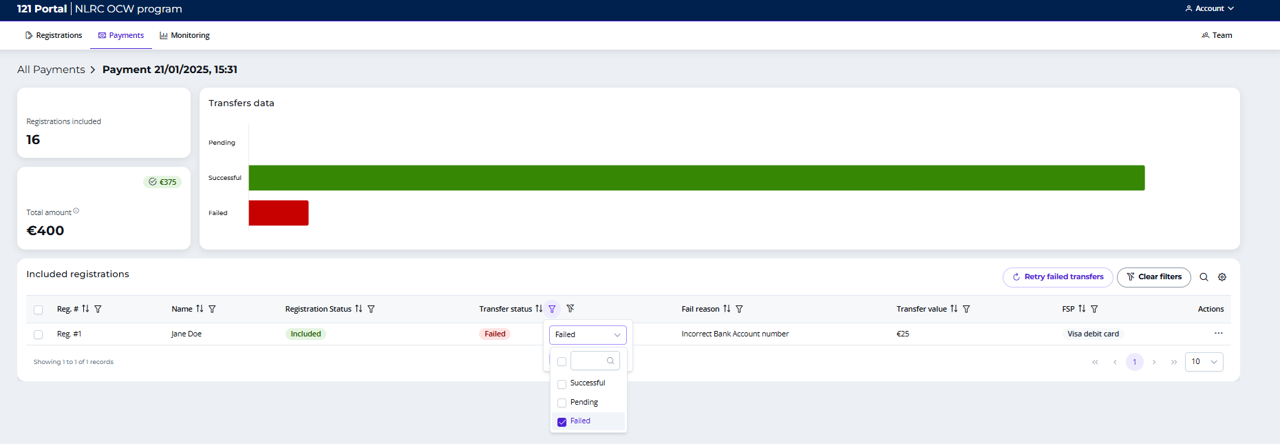 121 Portal NLRC OCW program
Account
Registrations Payments Monitoring Team
All Payments > Payment 21/01/2025, 15:31
Registrations included
16
€375
Total amount
€400
Transfers data
Pending
Successful
Failed
Included registrations
Retry failed transfers Clear filters
Reg. # Name Registration Status Transfer status Fail reason Transfer value FSP Actions
Reg. #1 Jane Doe Included Failed Incorrect Bank Account number €25 Visa debit card ...
Failed
Showing 1 to 1 of 1 records
« ‹ 1 › » 10
Successful
Pending
Failed